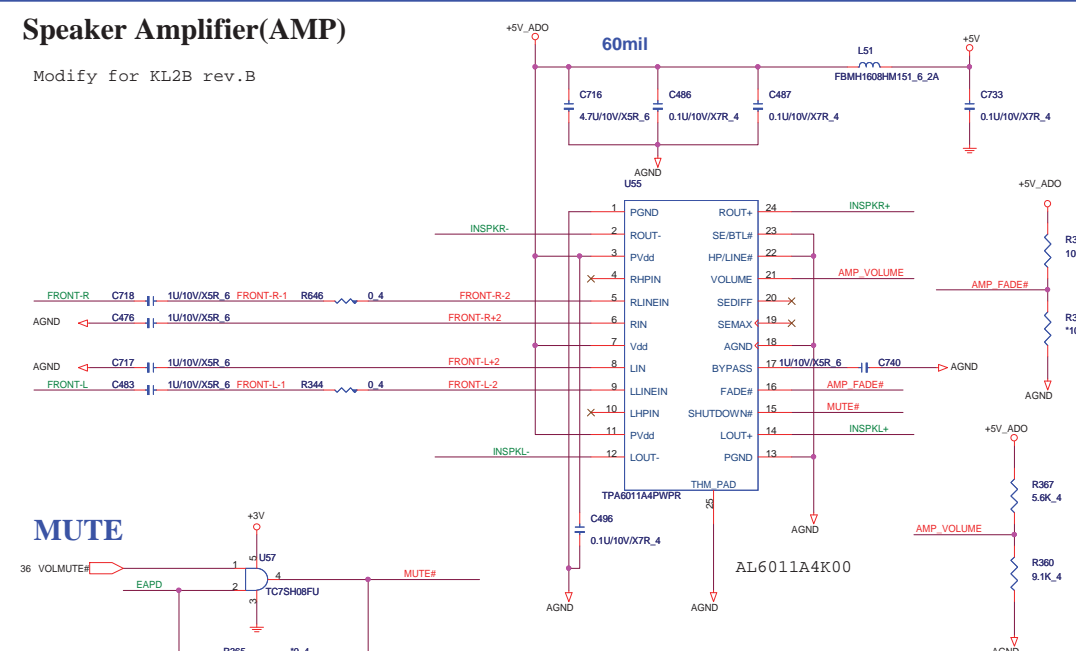 Speaker Amplifier(AMP)
Modify for KL2B rev.B
+5V_ADO
60mil
L51
FBMH1608HM151_6_2A
+5V
C716
4.7U/10V/X5R_6
C486
0.1U/10V/X7R_4
C487
0.1U/10V/X7R_4
C733
0.1U/10V/X7R_4
AGND
U55
+5V_ADO
1 PGND ROUT+ 24 INSPKR+
INSPKR- 2 ROUT- SE/BTL# 23
3 PVdd HP/LINE# 22
4 RHPIN VOLUME 21 AMP_VOLUME
AMP_FADE#
FRONT-R C718 1U/10V/X5R_6 FRONT-R-1 R646 0_4 FRONT-R-2 5 RLINEIN SEDIFF 20
AGND C476 1U/10V/X5R_6 FRONT-R+2 6 RIN SEMAX 19
7 Vdd AGND 18
AGND C717 1U/10V/X5R_6 FRONT-L+2 8 LIN BYPASS 17 1U/10V/X5R_6 C740 AGND
FRONT-L C483 1U/10V/X5R_6 FRONT-L-1 R344 0_4 FRONT-L-2 9 LLINEIN FADE# 16 AMP_FADE#
AGND
10 LHPIN SHUTDOWN# 15 MUTE#
11 PVdd LOUT+ 14 INSPKL+
+5V_ADO
INSPKL- 12 LOUT- PGND 13
THM_PAD
25
TPA6011A4PWPR
R367
5.6K_4
C496
0.1U/10V/X7R_4
AGND
AMP_VOLUME
AL6011A4K00
R360
9.1K_4
AGND
AGND
AGND
MUTE
+3V
5
U57
36 VOLMUTE#
1
EAPD
2
4
MUTE#
TC7SH08FU
3